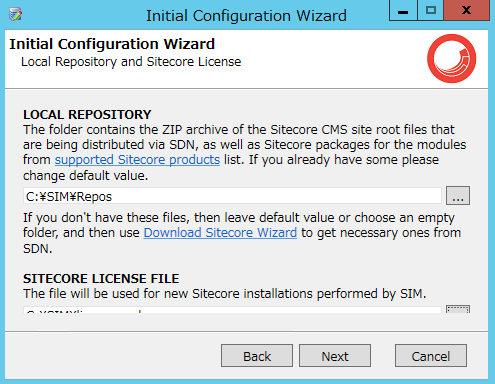 Initial Configuration Wizard
Initial Configuration Wizard
Local Repository and Sitecore License
LOCAL REPOSITORY
The folder contains the ZIP archive of the Sitecore CMS site root files that
are being distributed via SDN, as well as Sitecore packages for the modules
from supported Sitecore products list. If you already have some please
change default value.
C:¥SIM¥Repos
...
If you don't have these files, then leave default value or choose an empty
folder, and then use Download Sitecore Wizard to get necessary ones from
SDN.
SITECORE LICENSE FILE
The file will be used for new Sitecore installations performed by SIM.
Back
Next
Cancel